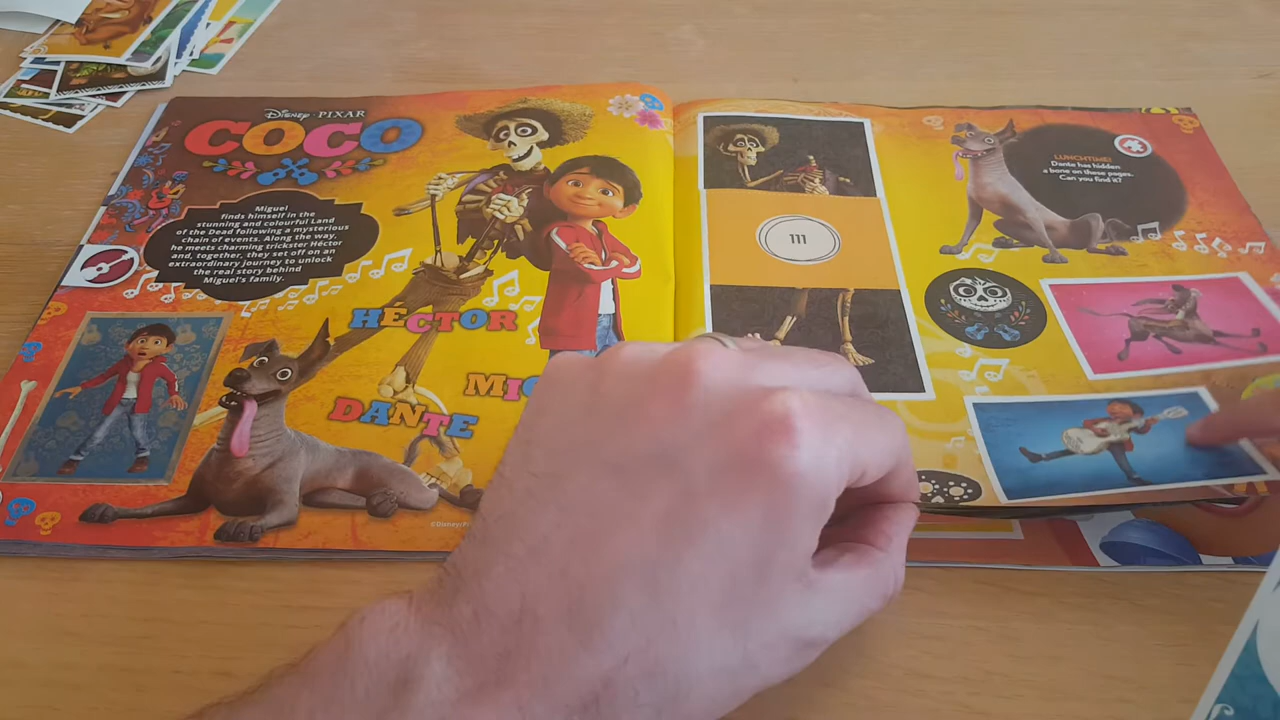 Disney · PIXAR
COCO
Miguel
finds himself in the
stunning and colourful Land
of the Dead following a mysterious
chain of events. Along the way,
he meets charming trickster Héctor
and, together, they set off on an
extraordinary journey to unlock
the real story behind
Miguel's family.
HÉCTOR
MIG
DANTE
©Disney/Pi
111
LUNCHTIME!
Dante has hidden
a bone on these pages.
Can you find it?